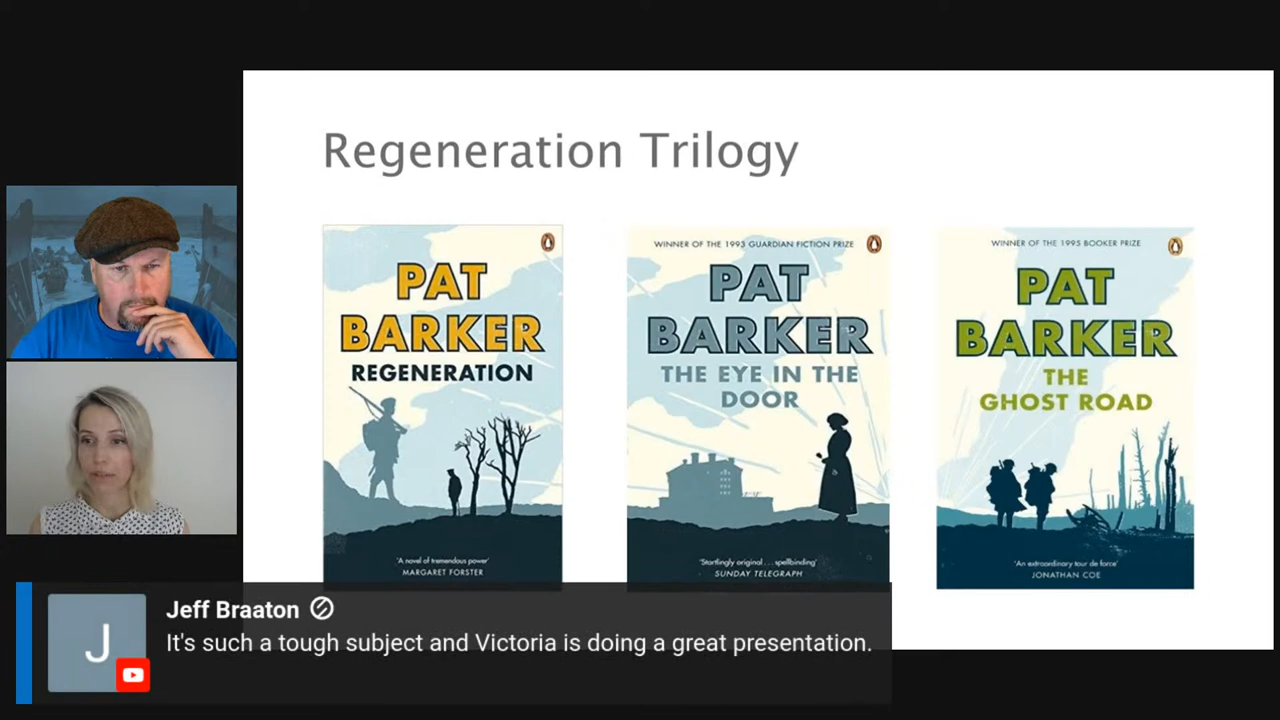 Regeneration Trilogy
PAT
BARKER
REGENERATION
'A novel of tremendous power'
MARGARET FORSTER
WINNER OF THE 1993 GUARDIAN FICTION PRIZE
PAT
BARKER
THE EYE IN THE
DOOR
'Startlingly original . . . spellbinding'
SUNDAY TELEGRAPH
WINNER OF THE 1995 BOOKER PRIZE
PAT
BARKER
THE
GHOST ROAD
'An extraordinary tour de force'
JONATHAN COE
J
Jeff Braaton
It's such a tough subject and Victoria is doing a great presentation.